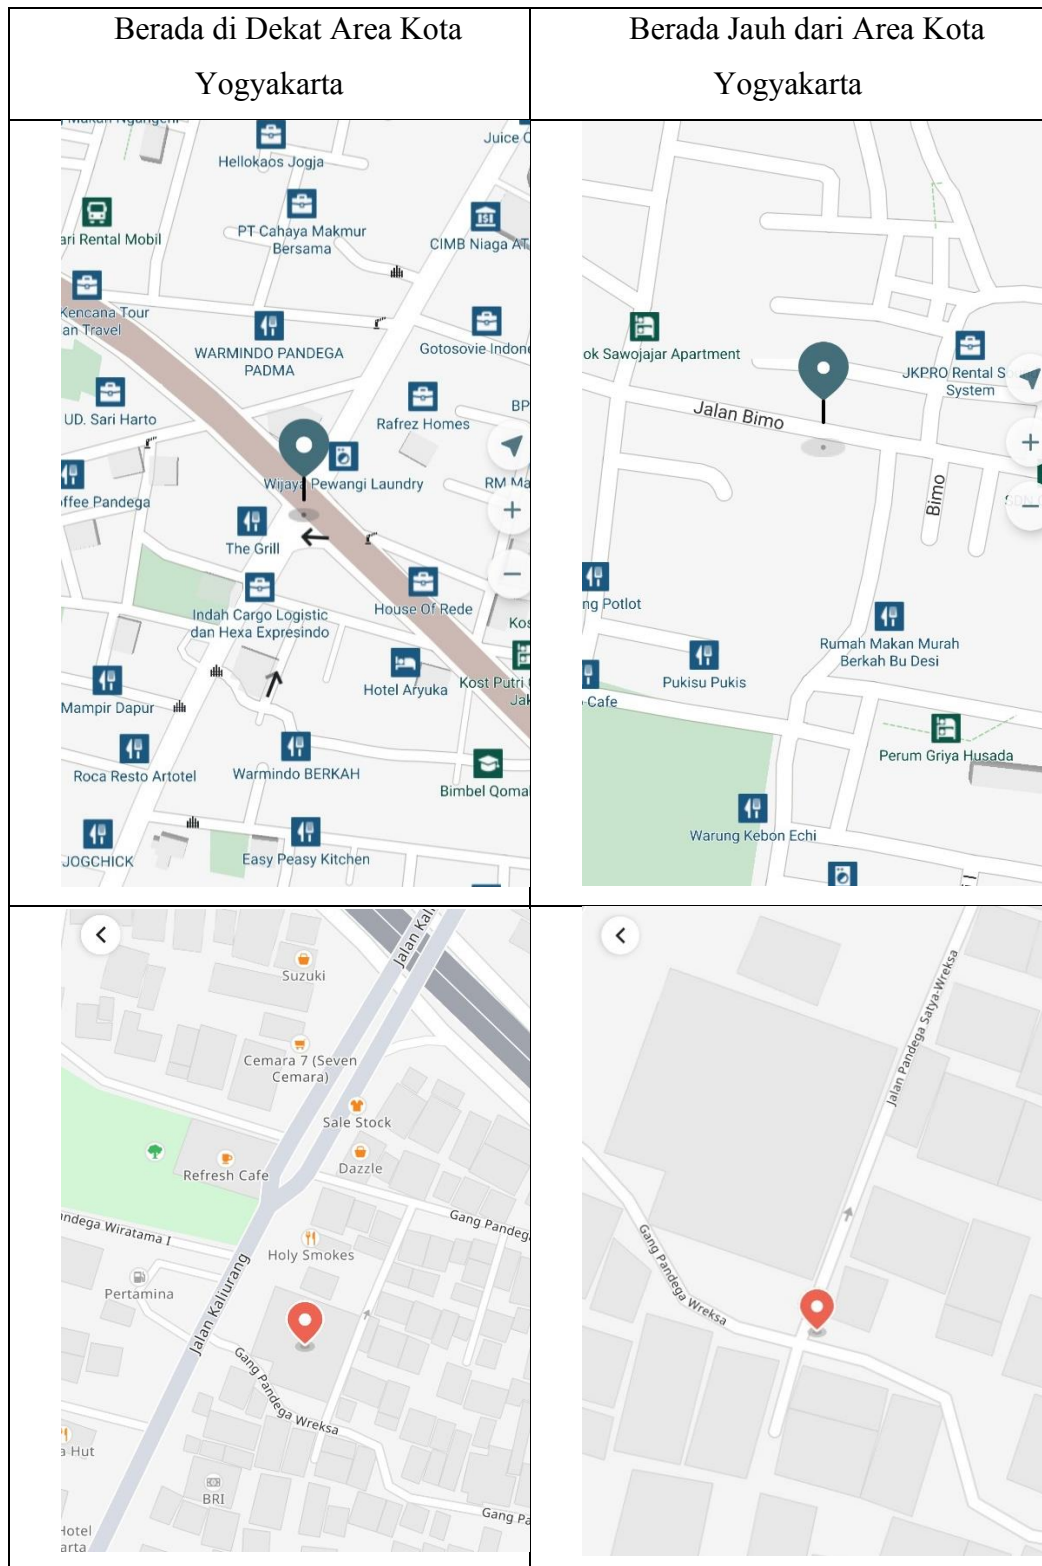 Berada di Dekat Area Kota
Yogyakarta
Berada Jauh dari Area Kota
Yogyakarta
Hellokaos Jogja
Juice
ari Rental Mobil
PT Cahaya Makmur
Bersama
CIMB Niaga AT
Kencana Tour
an Travel
WARMINDO PANDEGA
PADMA
Gotosovie Indone
UD. Sari Harto
Rafrez Homes
BP
offee Pandega
Wijaya Pewangi Laundry
RM Ma
The Grill
Indah Cargo Logistic
dan Hexa Expresindo
House Of Rede
Kos
Hotel Aryuka
Kost Putri
Jak
Mampir Dapur
Roca Resto Artotel
Warmindo BERKAH
Bimbel Qoma
JOGCHICK
Easy Peasy Kitchen
ok Sawojajar Apartment
JKPRO Rental S
System
Jalan Bimo
Bimo
SDN
ng Potlot
Rumah Makan Murah
Berkah Bu Desi
Pukisu Pukis
Cafe
Perum Griya Husada
Warung Kebon Echi
Jalan Kali
Suzuki
Cemara 7 (Seven
Cemara)
Sale Stock
Dazzle
Refresh Cafe
andega Wiratama I
Gang Pandega
Holy Smokes
Pertamina
Jalan Kaliurang
Gang Pandega Wreksa
a Hut
BRI
Gang Pa
Hotel
arta
Jalan Pandega Satya-Wreksa
Gang Pandega Wreksa